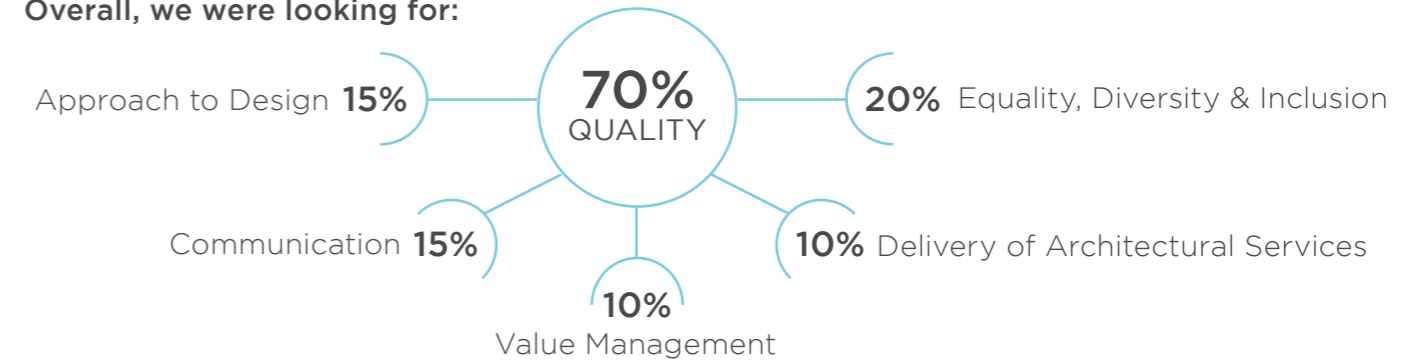 Overall, we were looking for:
70%
QUALITY
Approach to Design 15%
20% Equality, Diversity & Inclusion
Communication 15%
10% Delivery of Architectural Services
10%
Value Management